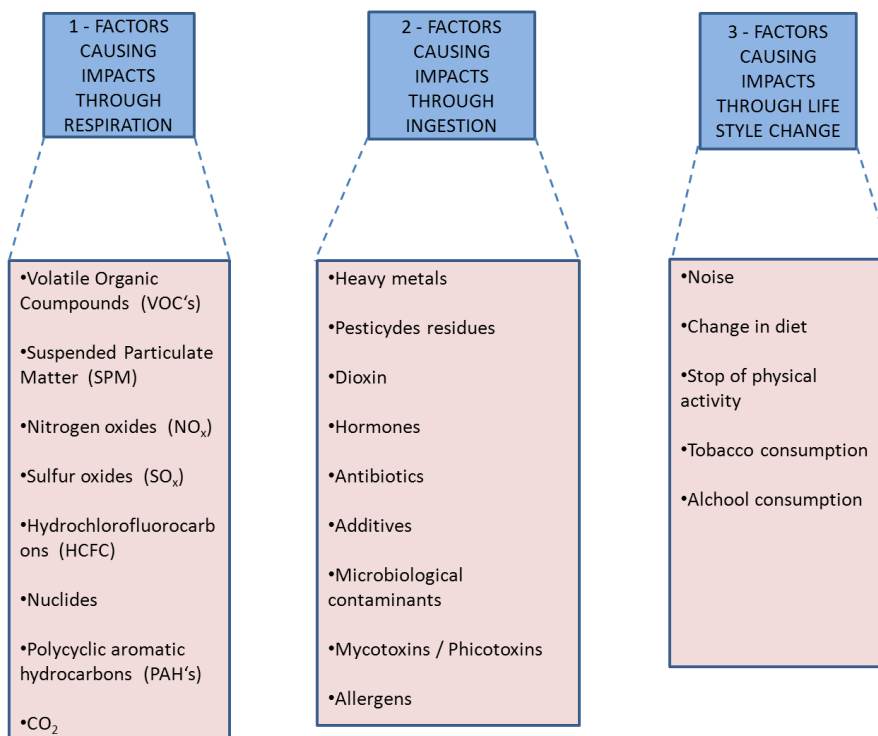 1 - FACTORS
CAUSING
IMPACTS
THROUGH
RESPIRATION
•Volatile Organic
Coumpounds (VOC‘s)
•Suspended Particulate
Matter (SPM)
•Nitrogen oxides (NOₓ)
•Sulfur oxides (SOₓ)
•Hydrochlorofluorocarb
ons (HCFC)
•Nuclides
•Polycyclic aromatic
hydrocarbons (PAH‘s)
•CO₂
2 - FACTORS
CAUSING
IMPACTS
THROUGH
INGESTION
•Heavy metals
•Pesticydes residues
•Dioxin
•Hormones
•Antibiotics
•Additives
•Microbiological
contaminants
•Mycotoxins / Phicotoxins
•Allergens
3 - FACTORS
CAUSING
IMPACTS
THROUGH LIFE
STYLE CHANGE
•Noise
•Change in diet
•Stop of physical
activity
•Tobacco consumption
•Alchool consumption